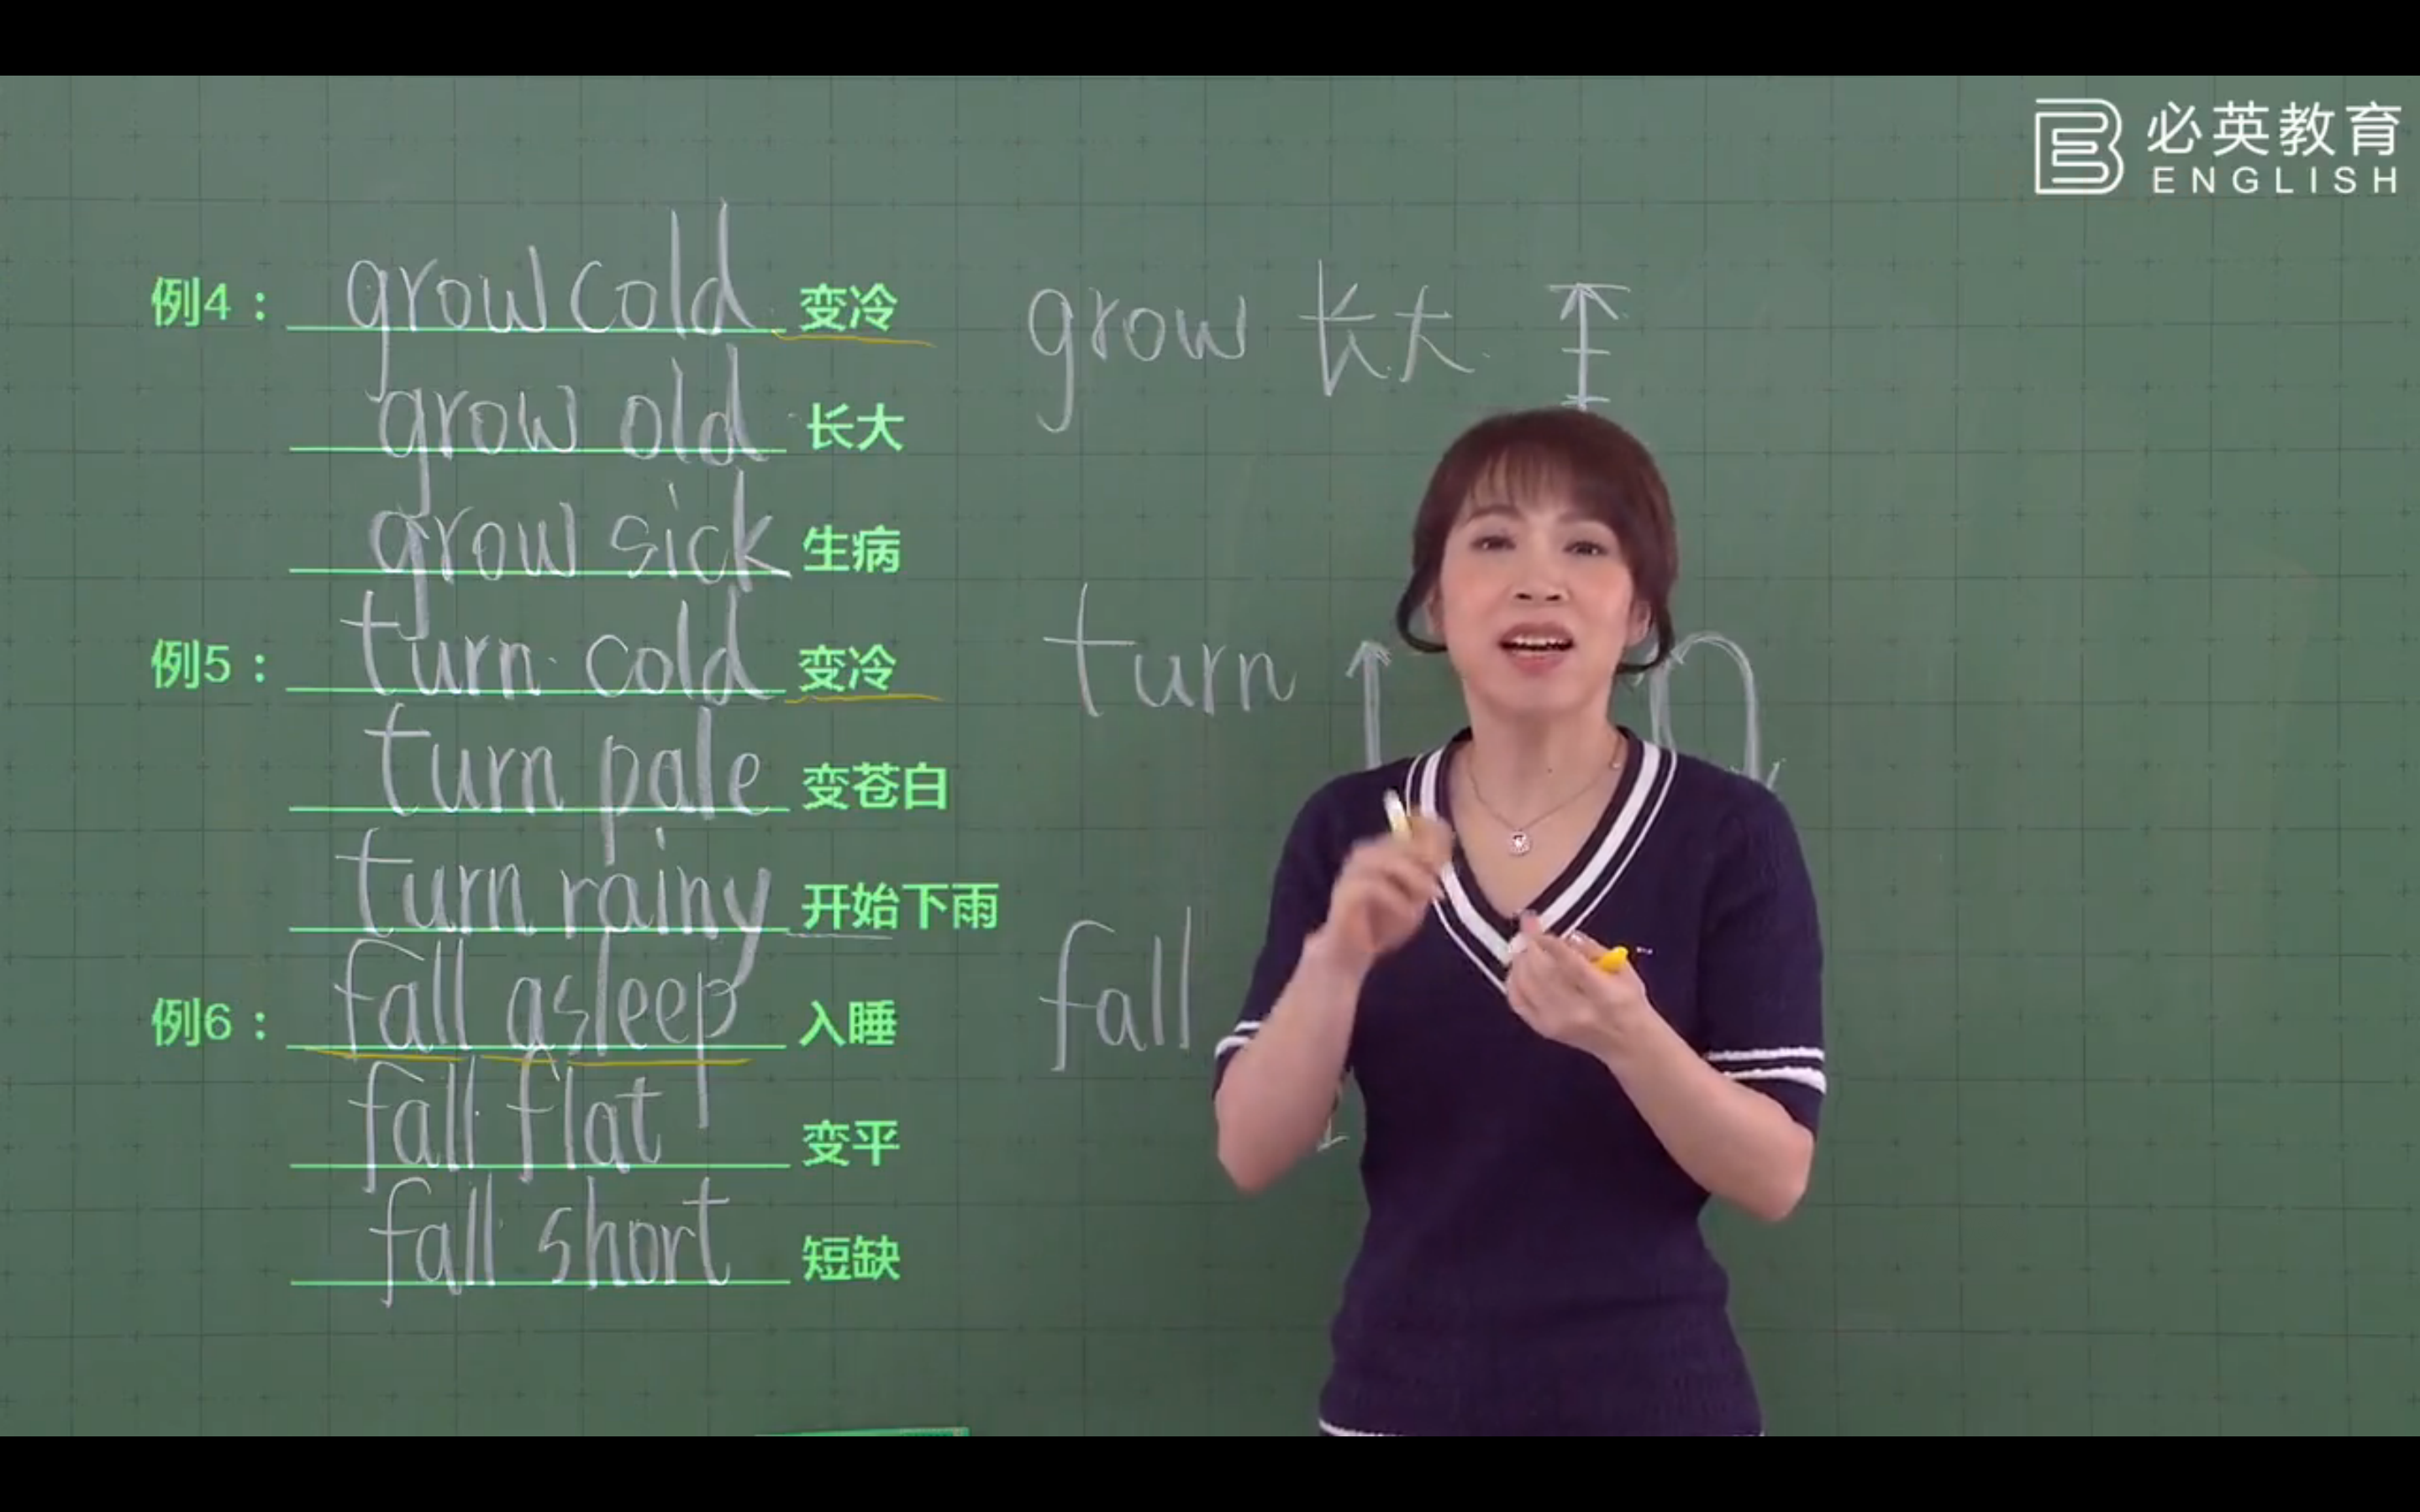 必英教育
ENGLISH
例4： grow cold 变冷
grow old 长大
grow sick 生病
例5： turn cold 变冷
turn pale 变苍白
turn rainy 开始下雨
例6： fall asleep 入睡
fall flat 变平
fall short 短缺
grow 长大
turn
fall